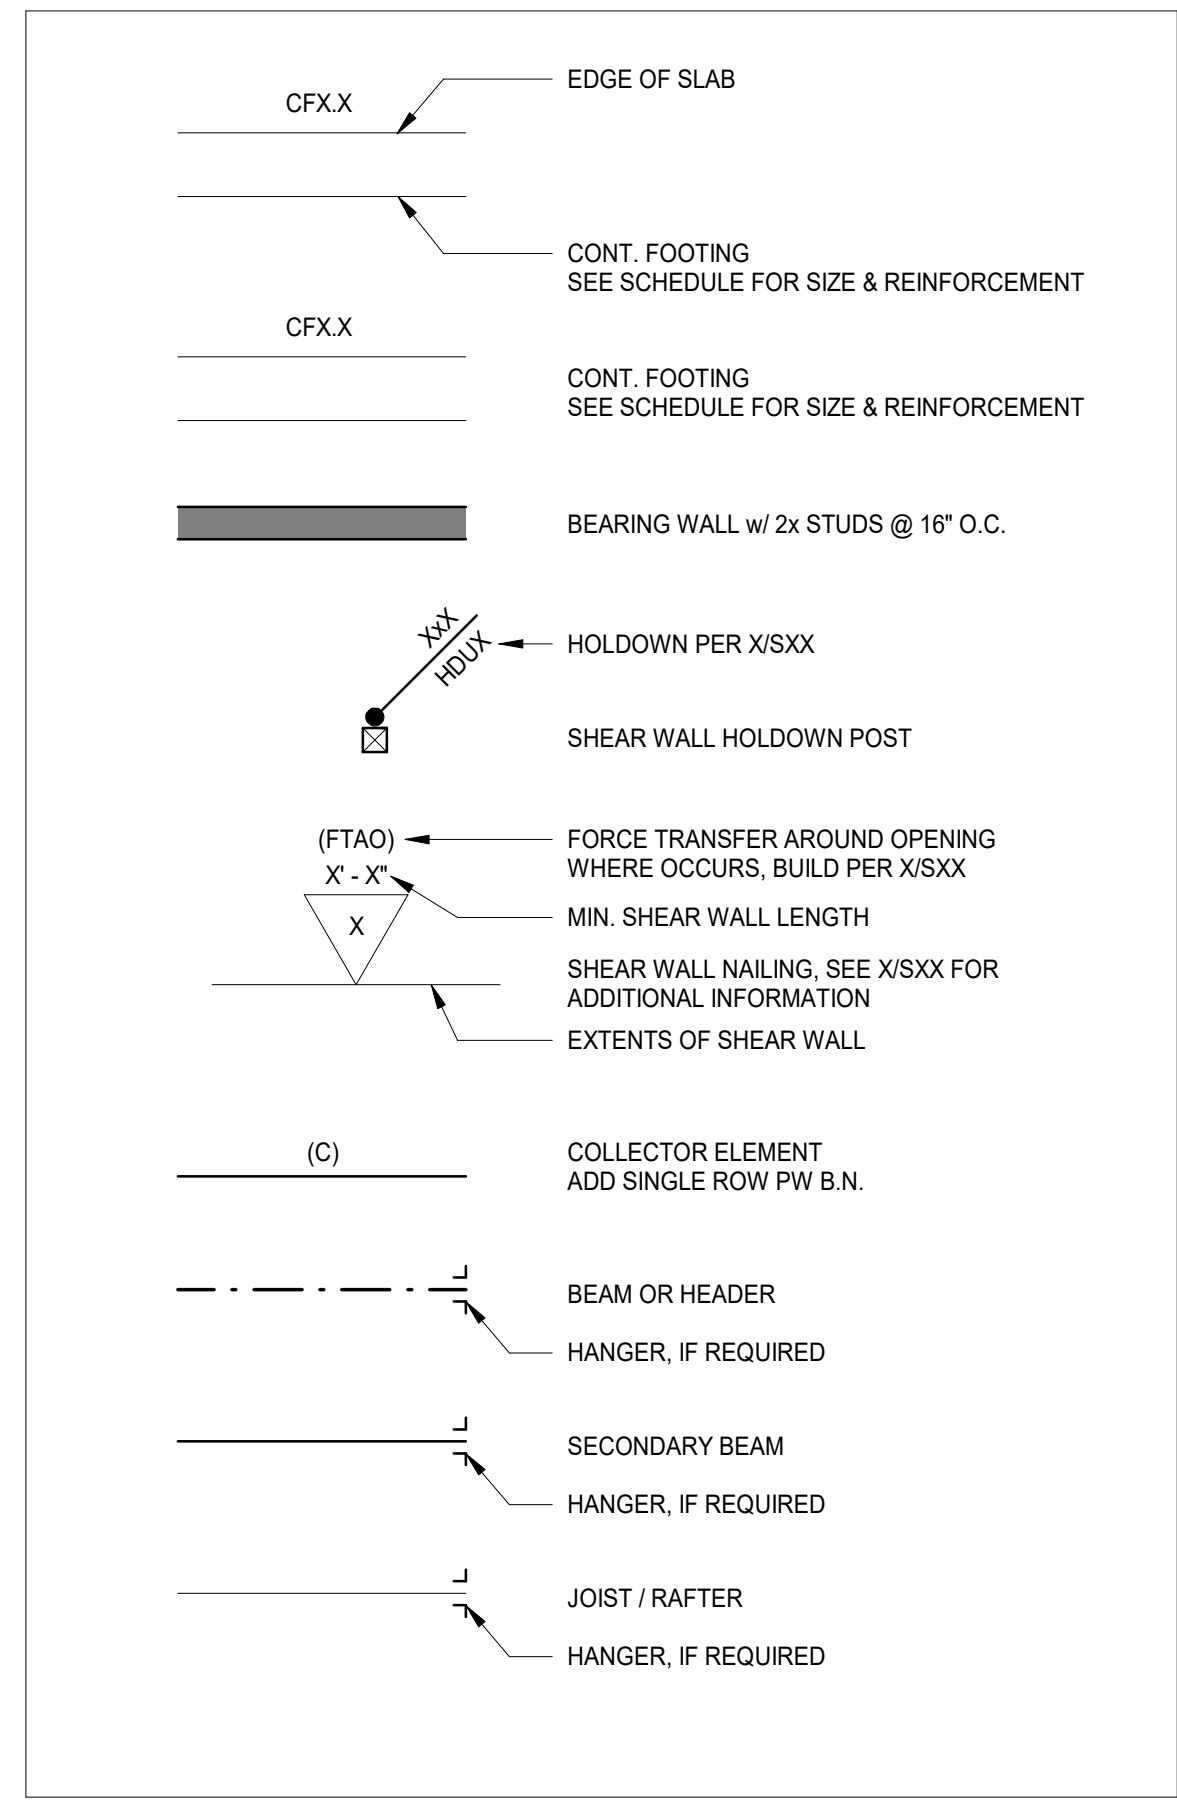 EDGE OF SLAB
CFX.X
CONT. FOOTING
SEE SCHEDULE FOR SIZE & REINFORCEMENT
CFX.X
CONT. FOOTING
SEE SCHEDULE FOR SIZE & REINFORCEMENT
BEARING WALL w/ 2x STUDS @ 16" O.C.
XxX
HDUX
HOLDOWN PER X/SXX
SHEAR WALL HOLDOWN POST
(FTAO)
FORCE TRANSFER AROUND OPENING
WHERE OCCURS, BUILD PER X/SXX
X' - X"
MIN. SHEAR WALL LENGTH
X
SHEAR WALL NAILING, SEE X/SXX FOR
ADDITIONAL INFORMATION
EXTENTS OF SHEAR WALL
(C)
COLLECTOR ELEMENT
ADD SINGLE ROW PW B.N.
BEAM OR HEADER
HANGER, IF REQUIRED
SECONDARY BEAM
HANGER, IF REQUIRED
JOIST / RAFTER
HANGER, IF REQUIRED